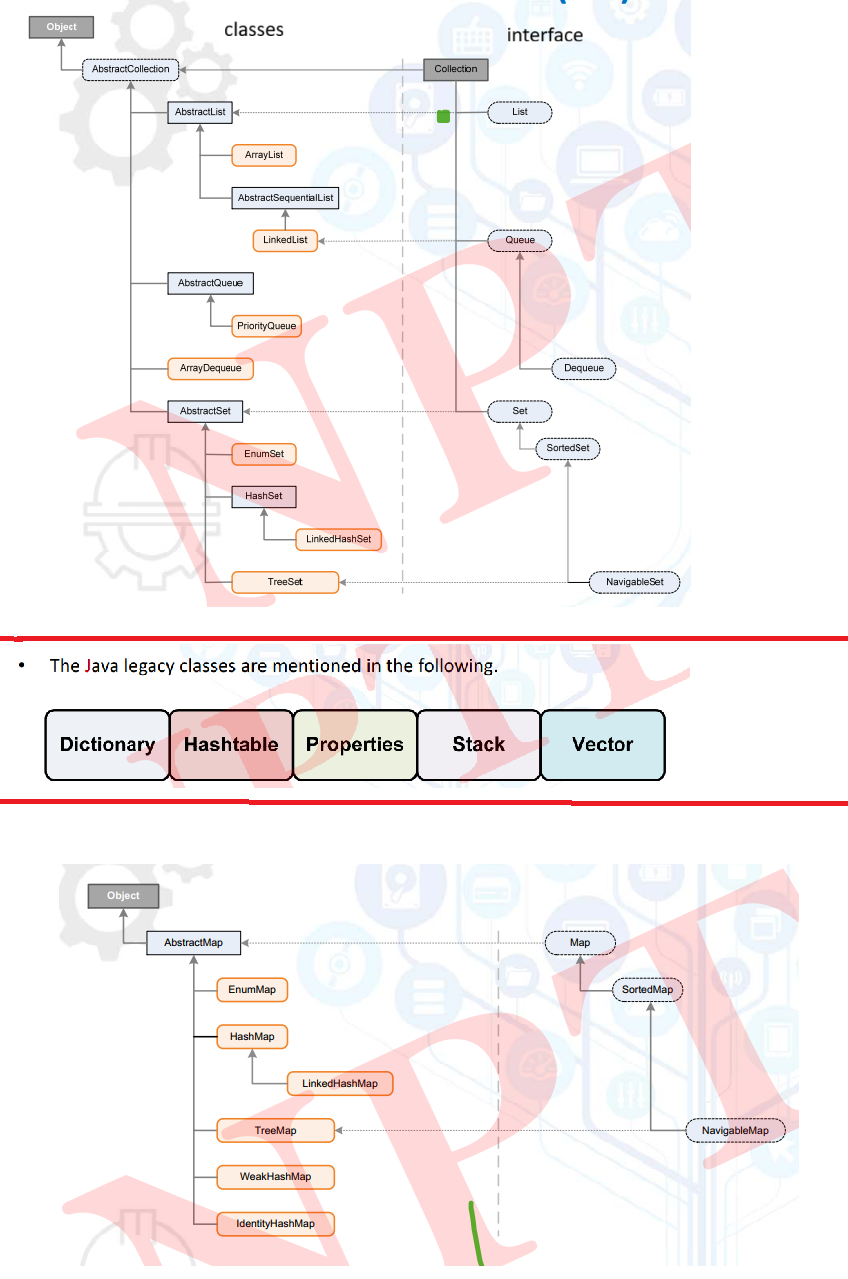 classes
interface
Object
AbstractCollection
Collection
AbstractList
List
ArrayList
AbstractSequentialList
LinkedList
Queue
AbstractQueue
PriorityQueue
ArrayDequeue
Dequeue
AbstractSet
Set
EnumSet
SortedSet
HashSet
LinkedHashSet
TreeSet
NavigableSet
• The Java legacy classes are mentioned in the following.
Dictionary Hashtable Properties Stack Vector
Object
AbstractMap
Map
EnumMap
SortedMap
HashMap
LinkedHashMap
TreeMap
NavigableMap
WeakHashMap
IdentityHashMap